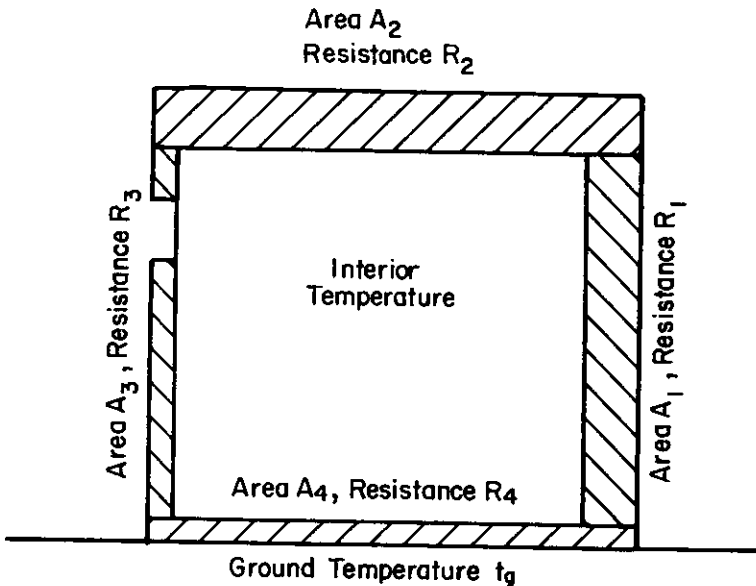 Area A₂
Resistance R₂
Area A₃, Resistance R₃
Interior
Temperature
Area A₁, Resistance R₁
Area A₄, Resistance R₄
Ground Temperature t_g